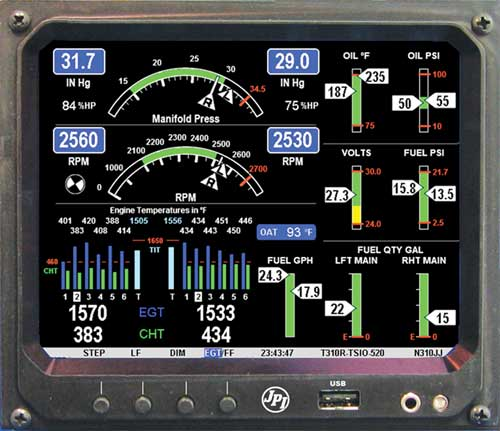 31.7
IN Hg
84 %HP
15 20 25 30 34.5
Manifold Press
29.0
IN Hg
75 %HP
OIL °F
187 235
75
OIL PSI
100
50 55
10
2560
RPM
0 1000 2100 2200 2300 2400 2500 2600 2700
RPM
2530
RPM
VOLTS
30.0
27.3
24.0
FUEL PSI
21.7
15.8 13.5
2.5
Engine Temperatures in °F
401 420 388 1505 1556 434 451 446
383 408 414 434 443 450
1650
TIT
460
CHT
1 2 3 4 5 6 T T 1 2 3 4 5 6
OAT 93 °F
1570 EGT 1533
383 CHT 434
FUEL GPH
24.3
17.9
FUEL QTY GAL
LFT MAIN RHT MAIN
22 15
E 0 E 0
STEP LF DIM EGT/FF 23:43:47 T310R-TSIO-520 N310JJ
JPI
USB